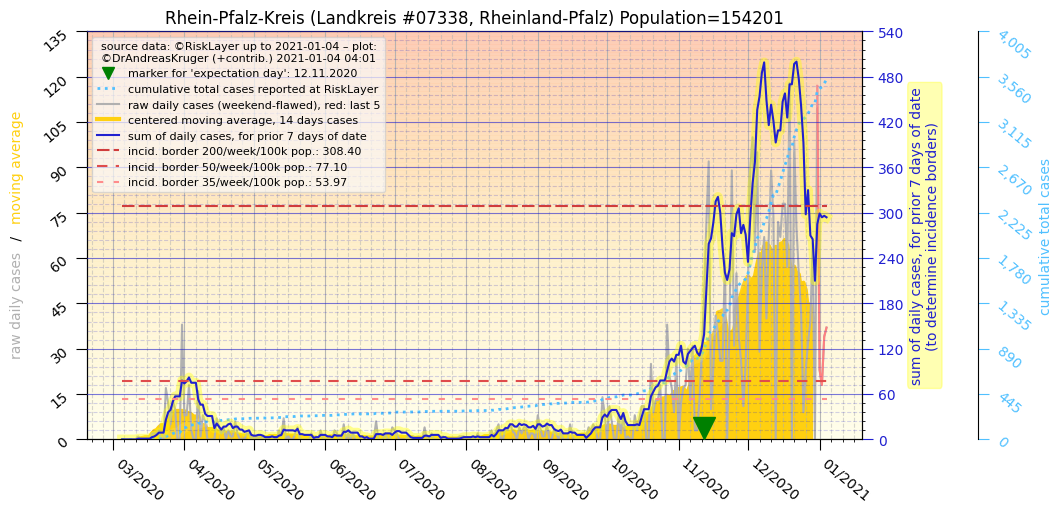 Rhein-Pfalz-Kreis (Landkreis #07338, Rheinland-Pfalz) Population=154201
source data: ©RiskLayer up to 2021-01-04 – plot:
©DrAndreasKruger (+contrib.) 2021-01-04 04:01
marker for 'expectation day': 12.11.2020
cumulative total cases reported at RiskLayer
raw daily cases (weekend-flawed), red: last 5
centered moving average, 14 days cases
sum of daily cases, for prior 7 days of date
incid. border 200/week/100k pop.: 308.40
incid. border 50/week/100k pop.: 77.10
incid. border 35/week/100k pop.: 53.97
raw daily cases / moving average
135
120
105
90
75
60
45
30
15
0
03/2020
04/2020
05/2020
06/2020
07/2020
08/2020
09/2020
10/2020
11/2020
12/2020
01/2021
540
480
420
360
300
240
180
120
60
0
sum of daily cases, for prior 7 days of date
(to determine incidence borders)
4,005
3,560
3,115
2,670
2,225
1,780
1,335
890
445
0
cumulative total cases